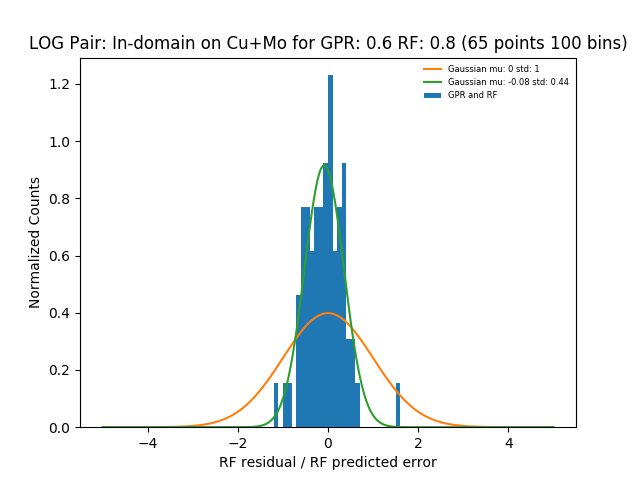 LOG Pair: In-domain on Cu+Mo for GPR: 0.6 RF: 0.8 (65 points 100 bins)
Gaussian mu: 0 std: 1
Gaussian mu: -0.08 std: 0.44
GPR and RF
Normalized Counts
1.2
1.0
0.8
0.6
0.4
0.2
0.0
−4
−2
0
2
4
RF residual / RF predicted error